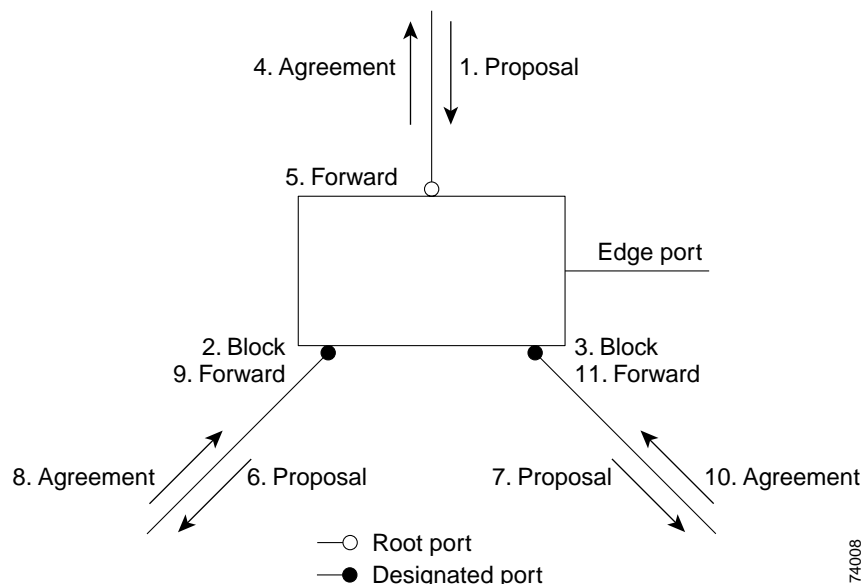 4. Agreement
1. Proposal
5. Forward
Edge port
2. Block
9. Forward
3. Block
11. Forward
8. Agreement
6. Proposal
7. Proposal
10. Agreement
Root port
Designated port
74008